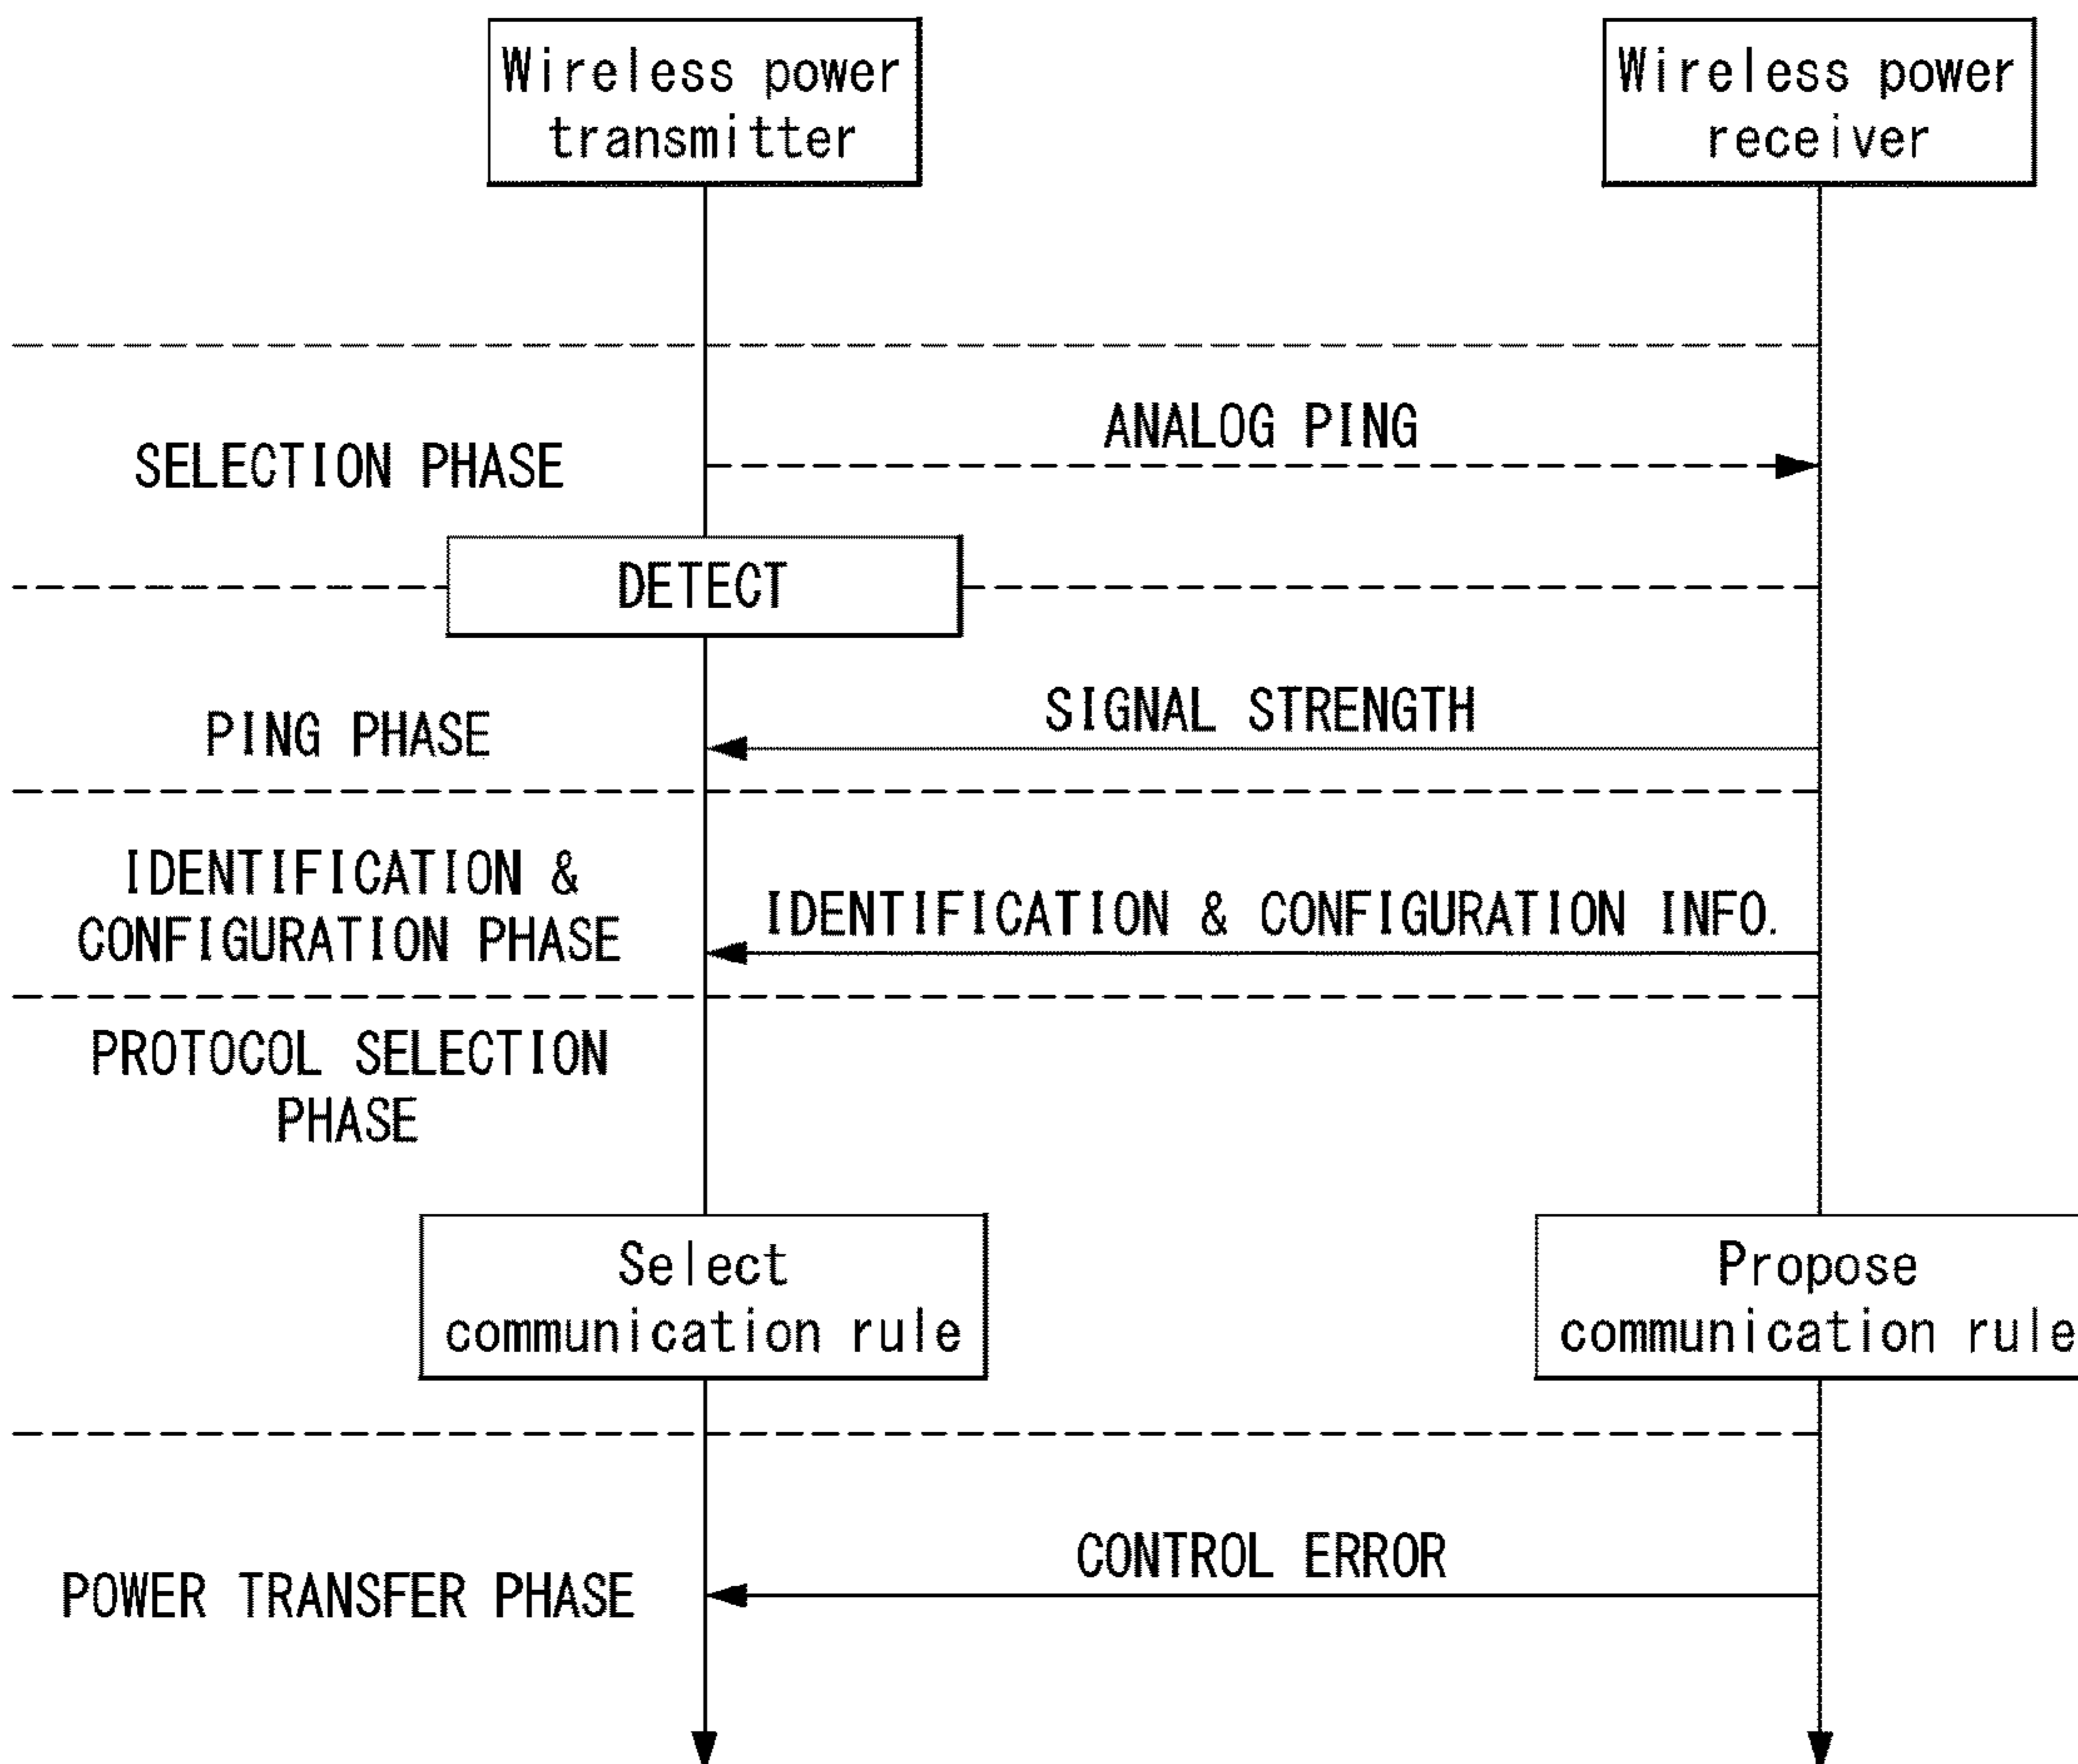 Wireless power
transmitter
Wireless power
receiver
ANALOG PING
SELECTION PHASE
DETECT
SIGNAL STRENGTH
PING PHASE
IDENTIFICATION &
CONFIGURATION PHASE
IDENTIFICATION & CONFIGURATION INFO.
PROTOCOL SELECTION
PHASE
Select
communication rule
Propose
communication rule
CONTROL ERROR
POWER TRANSFER PHASE